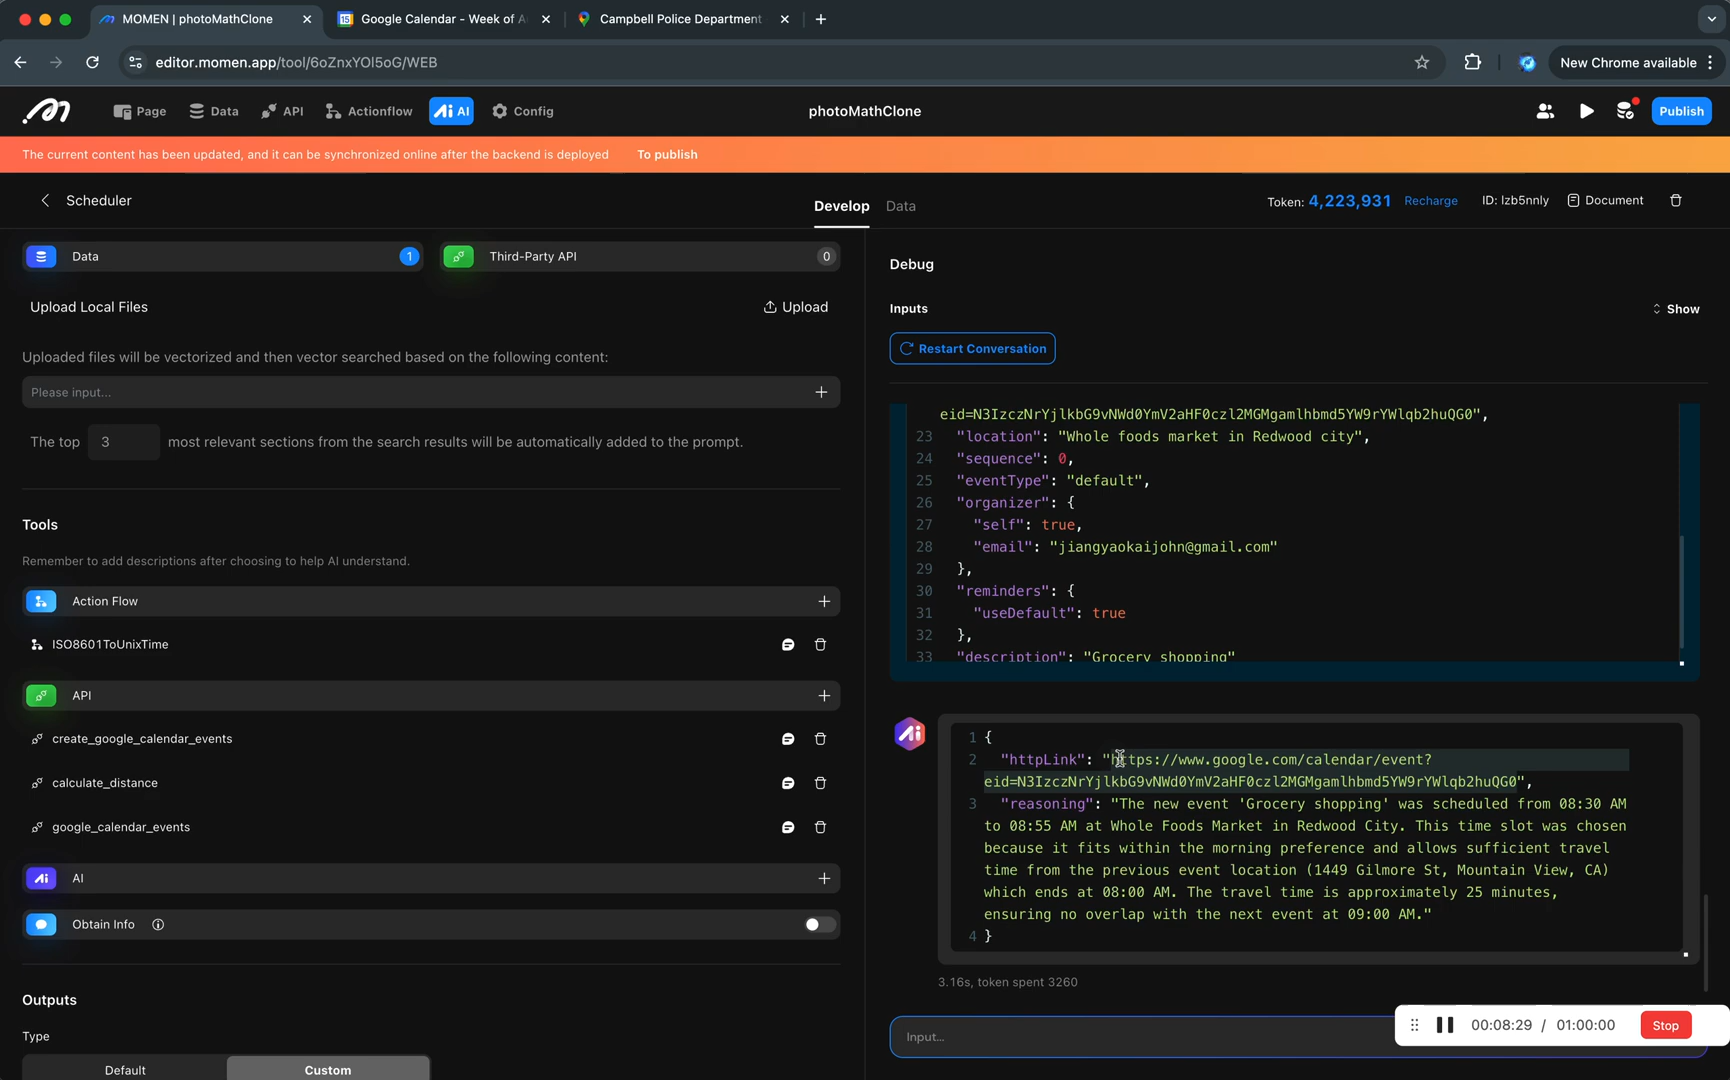 MOMEN | photoMathClone
15 Google Calendar - Week of A
Campbell Police Department
editor.momen.app/tool/6oZnxYOl5oG/WEB
New Chrome available
Page
Data
API
Actionflow
Ai AI
Config
photoMathClone
Publish
The current content has been updated, and it can be synchronized online after the backend is deployed
To publish
Scheduler
Develop
Data
Token: 4,223,931
Recharge
ID: lzb5nnly
Document
Data
1
Third-Party API
0
Upload Local Files
Upload
Uploaded files will be vectorized and then vector searched based on the following content:
Please input...
The top 3 most relevant sections from the search results will be automatically added to the prompt.
Tools
Remember to add descriptions after choosing to help AI understand.
Action Flow
ISO8601ToUnixTime
API
create_google_calendar_events
calculate_distance
google_calendar_events
Ai AI
Obtain Info
Outputs
Type
Default
Custom
Debug
Inputs
Show
Restart Conversation
eid=N3IzczNrYjlkbG9vNWd0YmV2aHF0czl2MGMgamlhbmd5YW9rYWlqb2huQG0",
23 "location": "Whole foods market in Redwood city",
24 "sequence": 0,
25 "eventType": "default",
26 "organizer": {
27 "self": true,
28 "email": "jiangyaokaijohn@gmail.com"
29 },
30 "reminders": {
31 "useDefault": true
32 },
33 "description": "Grocery shopping"
Ai
1 {
2 "httpLink": "https://www.google.com/calendar/event?
eid=N3IzczNrYjlkbG9vNWd0YmV2aHF0czl2MGMgamlhbmd5YW9rYWlqb2huQG0",
3 "reasoning": "The new event 'Grocery shopping' was scheduled from 08:30 AM
to 08:55 AM at Whole Foods Market in Redwood City. This time slot was chosen
because it fits within the morning preference and allows sufficient travel
time from the previous event location (1449 Gilmore St, Mountain View, CA)
which ends at 08:00 AM. The travel time is approximately 25 minutes,
ensuring no overlap with the next event at 09:00 AM."
4 }
3.16s, token spent 3260
Input...
00:08:29 / 01:00:00
Stop